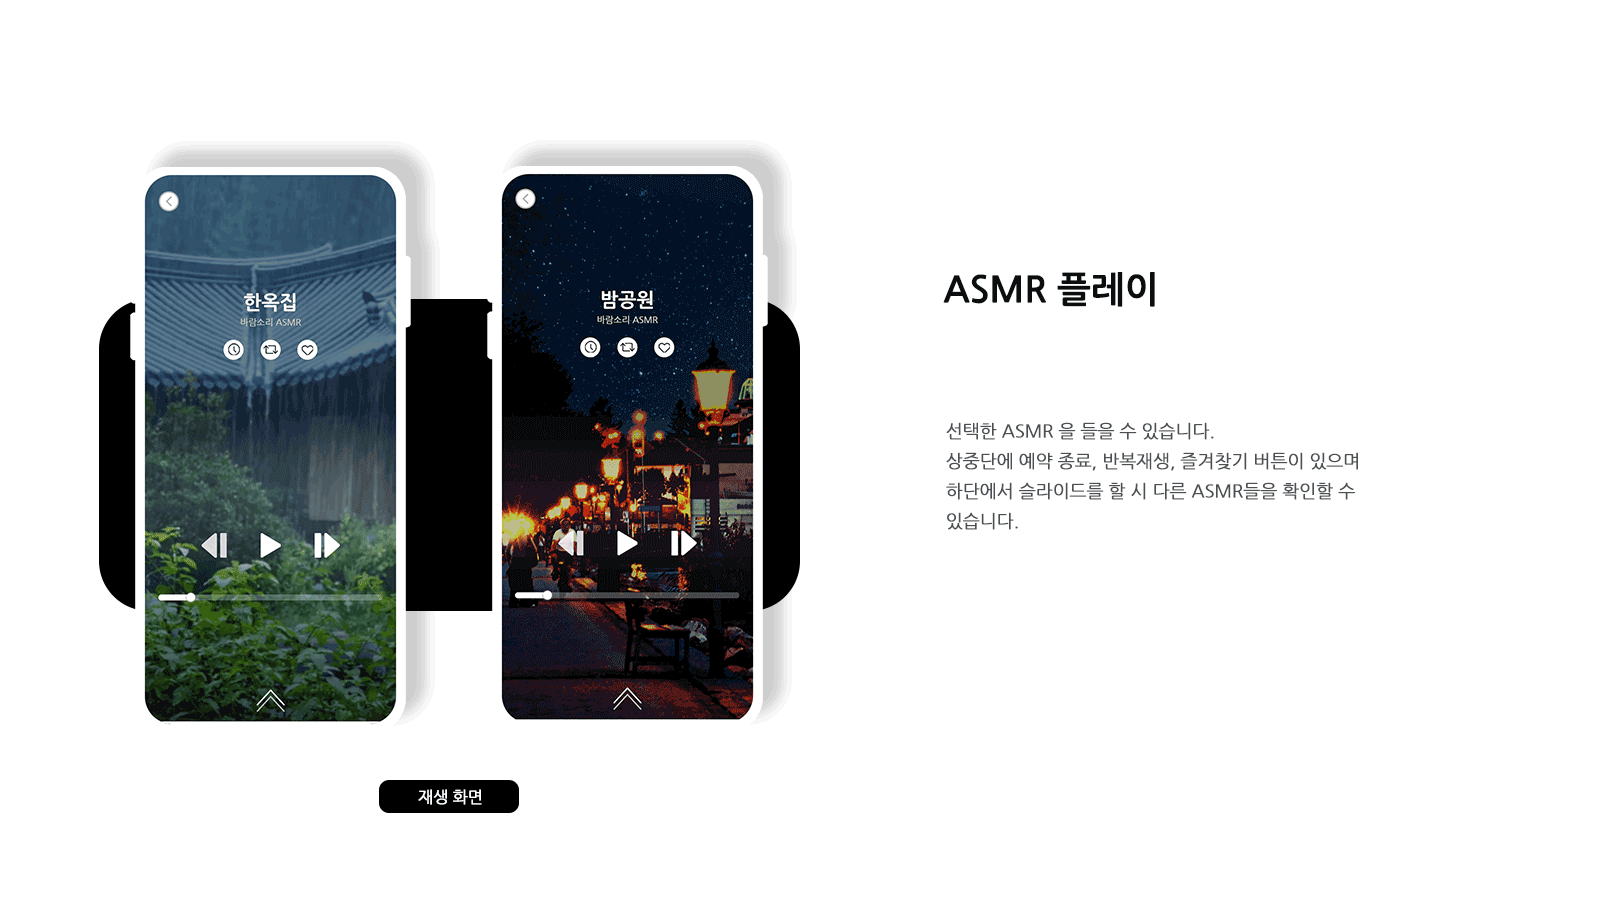 한옥집
바람소리 ASMR
밤공원
바람소리 ASMR
재생 화면
ASMR 플레이
선택한 ASMR 을 들을 수 있습니다.
상중단에 예약 종료, 반복재생, 즐겨찾기 버튼이 있으며
하단에서 슬라이드를 할 시 다른 ASMR들을 확인할 수
있습니다.